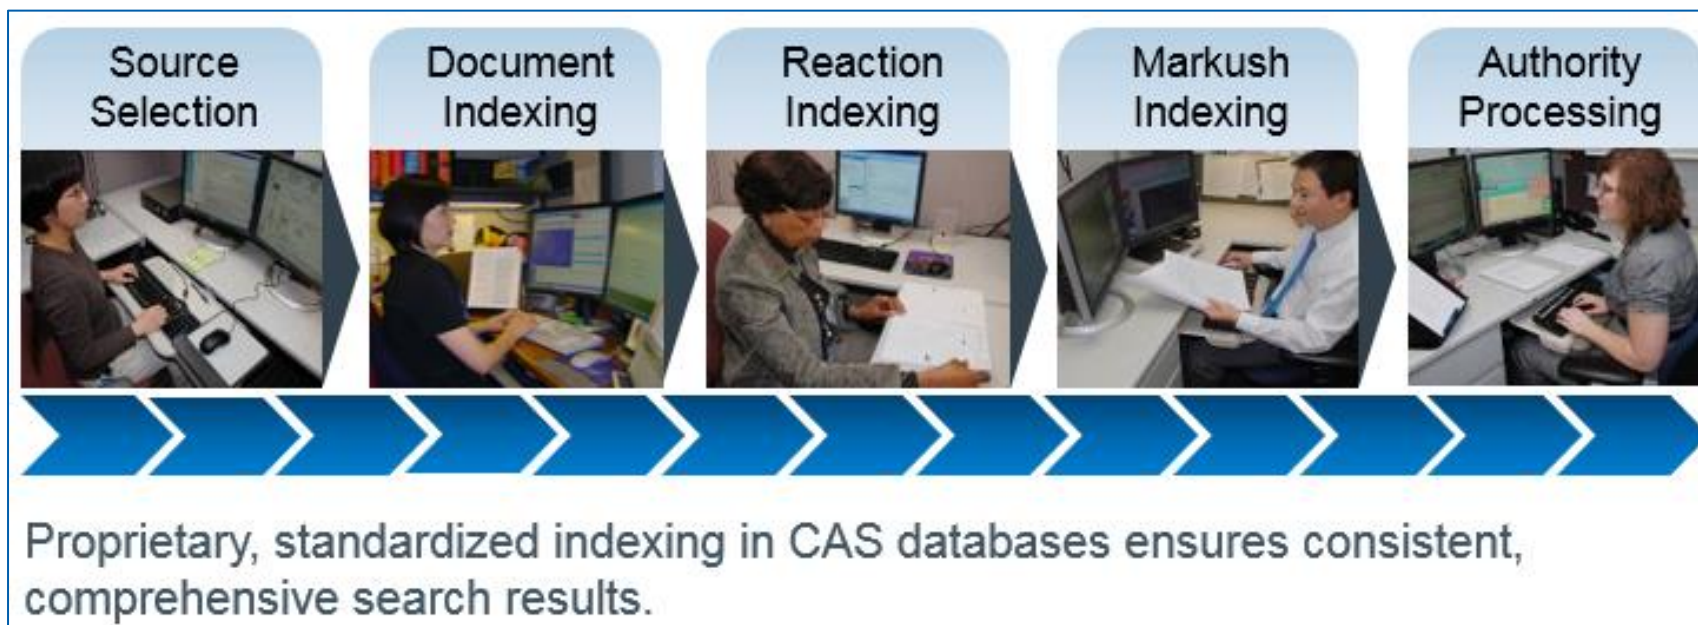 Source
Selection
Document
Indexing
Reaction
Indexing
Markush
Indexing
Authority
Processing
Proprietary, standardized indexing in CAS databases ensures consistent,
comprehensive search results.